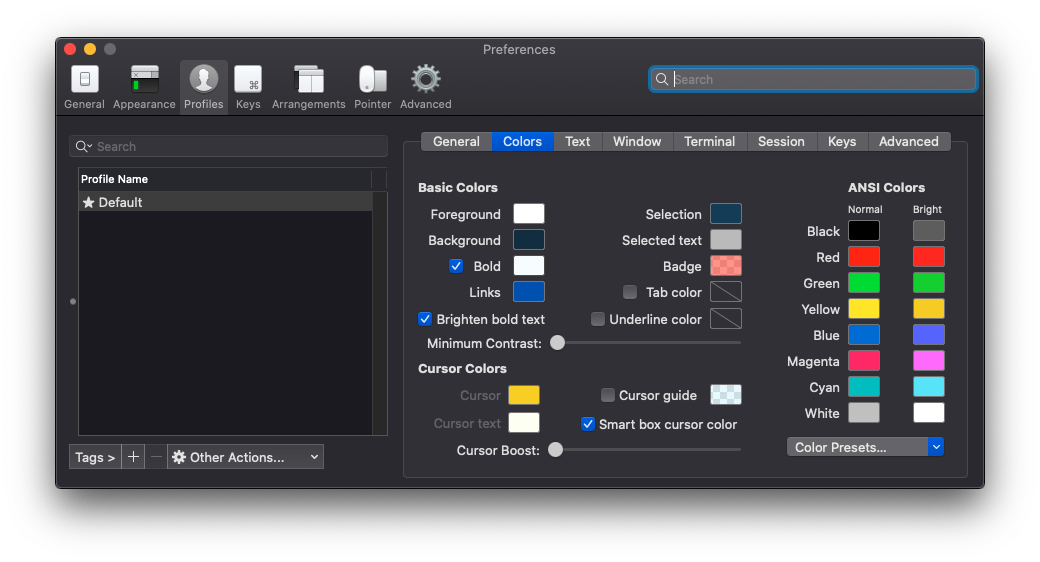 Preferences
General Appearance Profiles Keys Arrangements Pointer Advanced
Search
Search
Profile Name
Default
Tags >
Other Actions...
General Colors Text Window Terminal Session Keys Advanced
Basic Colors
Foreground
Background
Bold
Links
Brighten bold text
Minimum Contrast:
Selection
Selected text
Badge
Tab color
Underline color
Cursor Colors
Cursor
Cursor text
Cursor Boost:
Cursor guide
Smart box cursor color
ANSI Colors
Normal Bright
Black
Red
Green
Yellow
Blue
Magenta
Cyan
White
Color Presets...